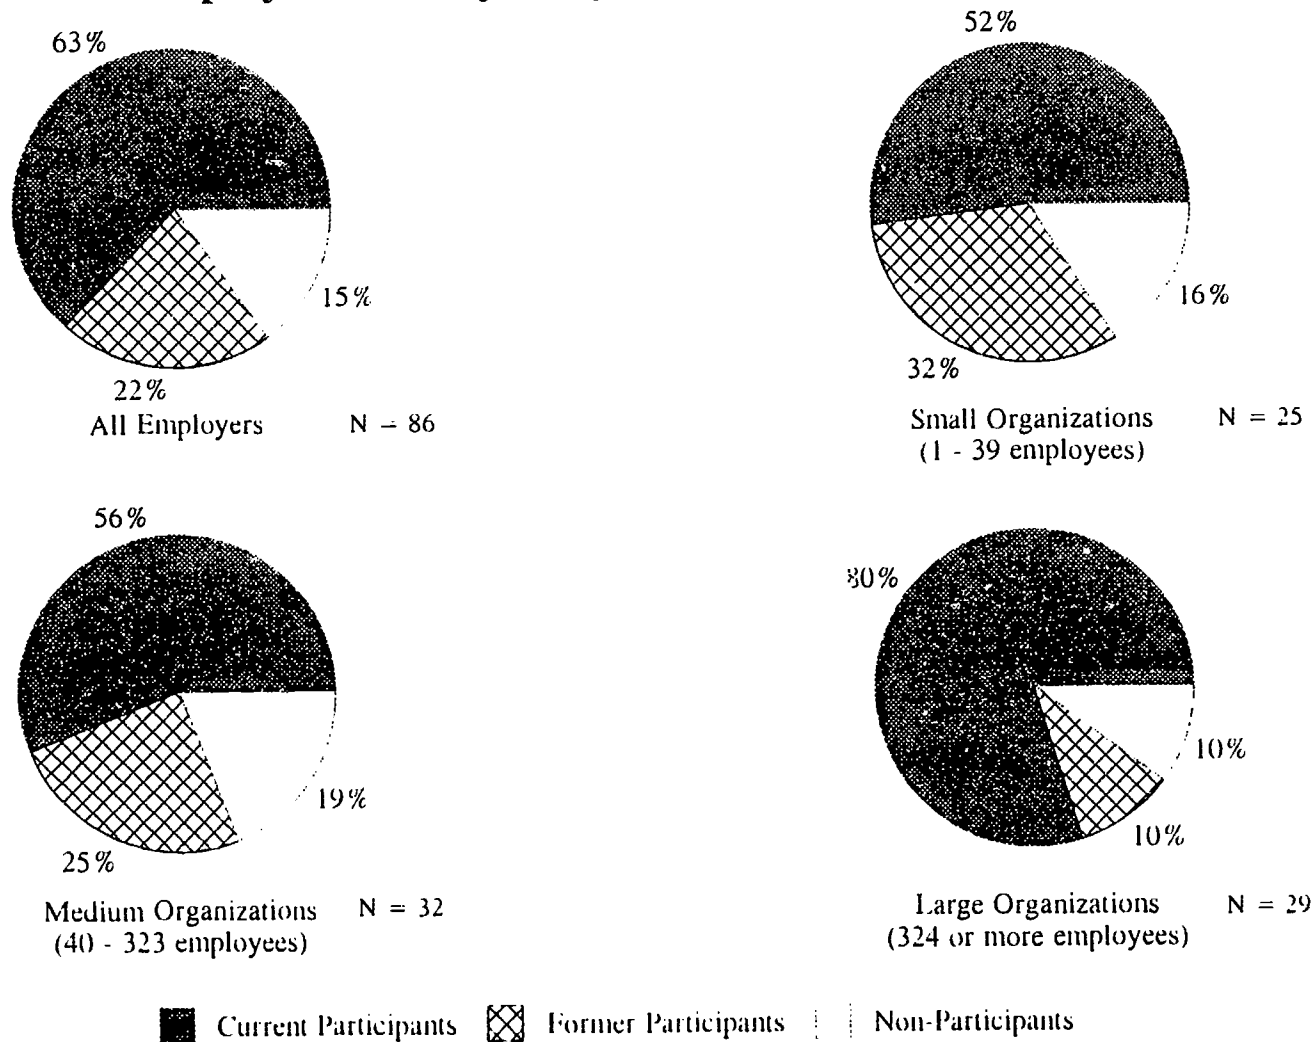 63%
15%
22%
All Employers N = 86
52%
16%
32%
Small Organizations N = 25
(1 - 39 employees)
56%
19%
25%
Medium Organizations N = 32
(40 - 323 employees)
80%
10%
10%
Large Organizations N = 29
(324 or more employees)
Current Participants Former Participants Non-Participants